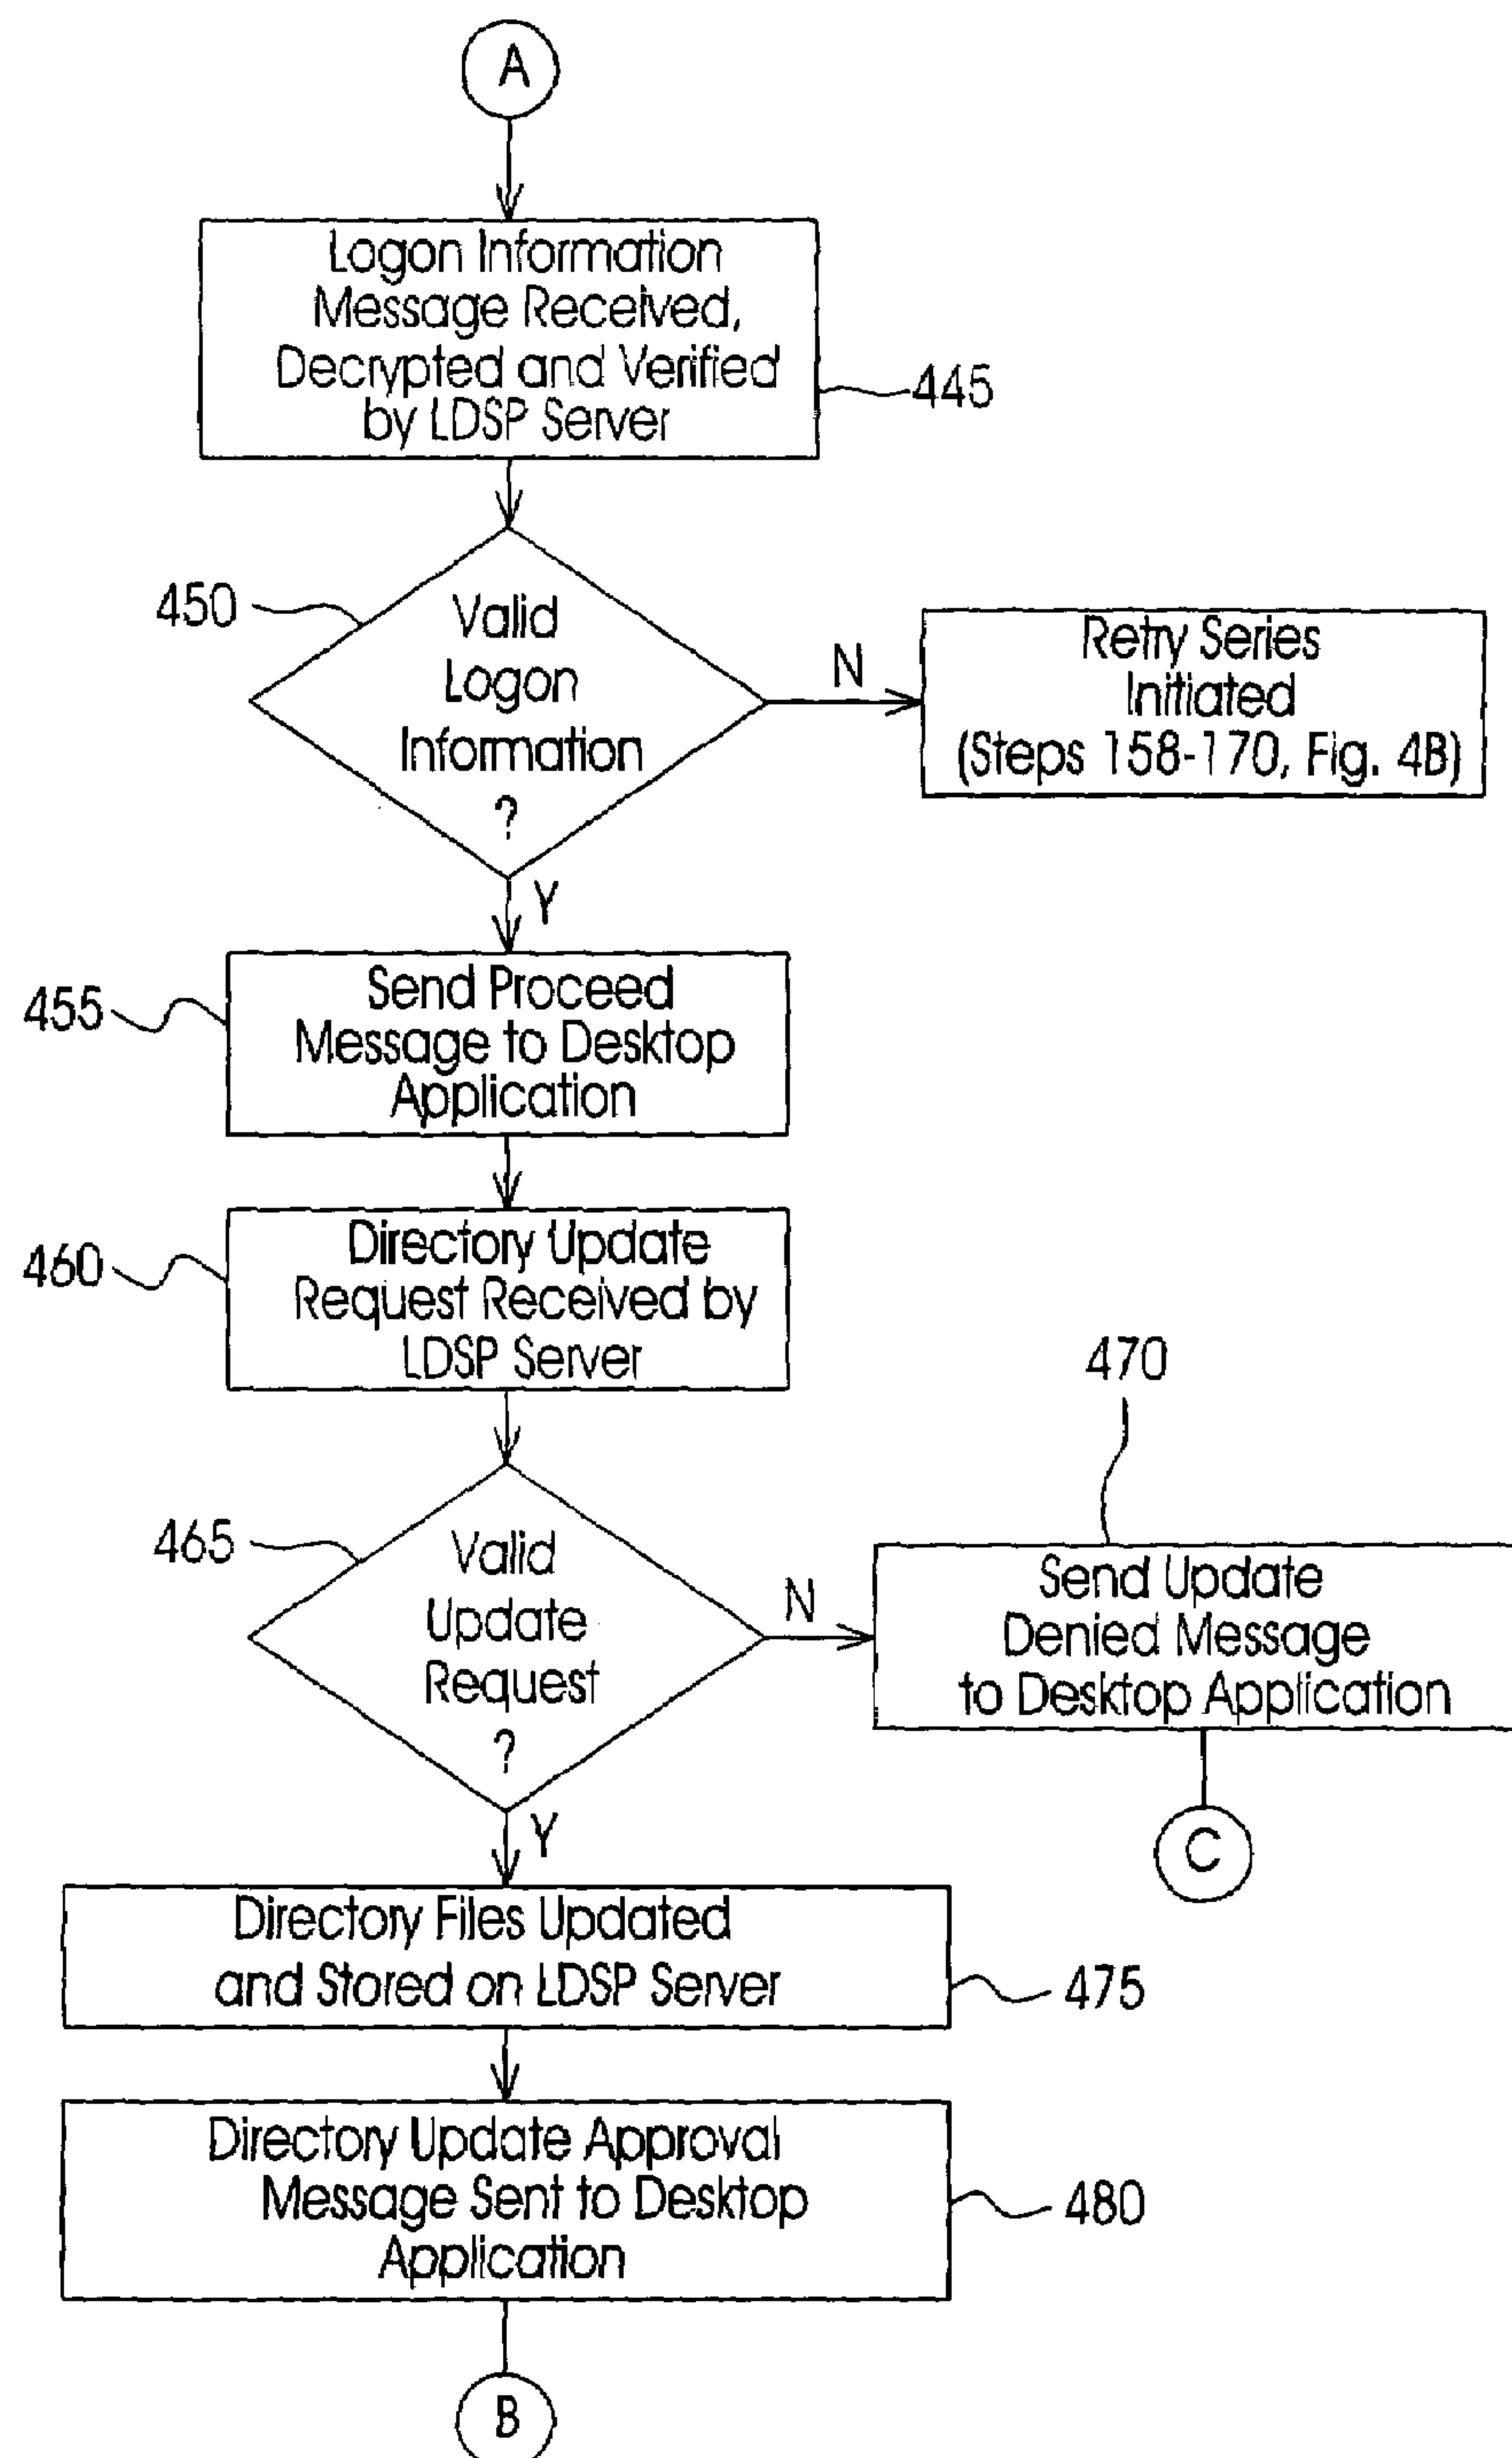 A
Logon Information
Message Received,
Decrypted and Verified
by LDSP Server
445
450
Valid
Logon
Information
?
N
Retry Series
Initiated
(Steps 158-170, Fig. 4B)
Y
455
Send Proceed
Message to Desktop
Application
460
Directory Update
Request Received by
LDSP Server
470
465
Valid
Update
Request
?
N
Send Update
Denied Message
to Desktop Application
C
Y
Directory Files Updated
and Stored on LDSP Server
475
Directory Update Approval
Message Sent to Desktop
Application
480
B